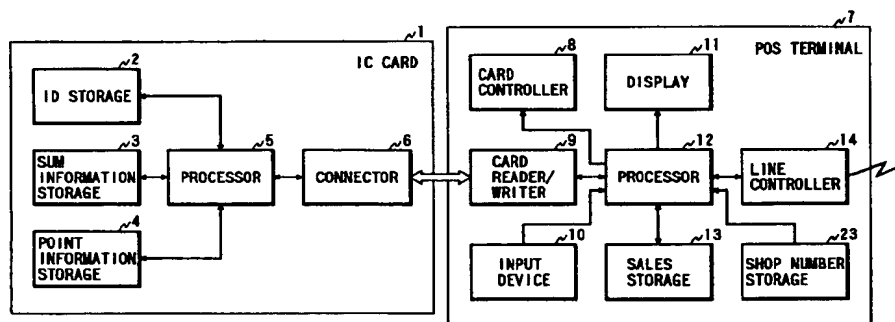 1
IC CARD
2
ID STORAGE
3
SUM
INFORMATION
STORAGE
4
POINT
INFORMATION
STORAGE
5
PROCESSOR
6
CONNECTOR
7
POS TERMINAL
8
CARD
CONTROLLER
11
DISPLAY
9
CARD
READER/
WRITER
12
PROCESSOR
14
LINE
CONTROLLER
10
INPUT
DEVICE
13
SALES
STORAGE
23
SHOP NUMBER
STORAGE